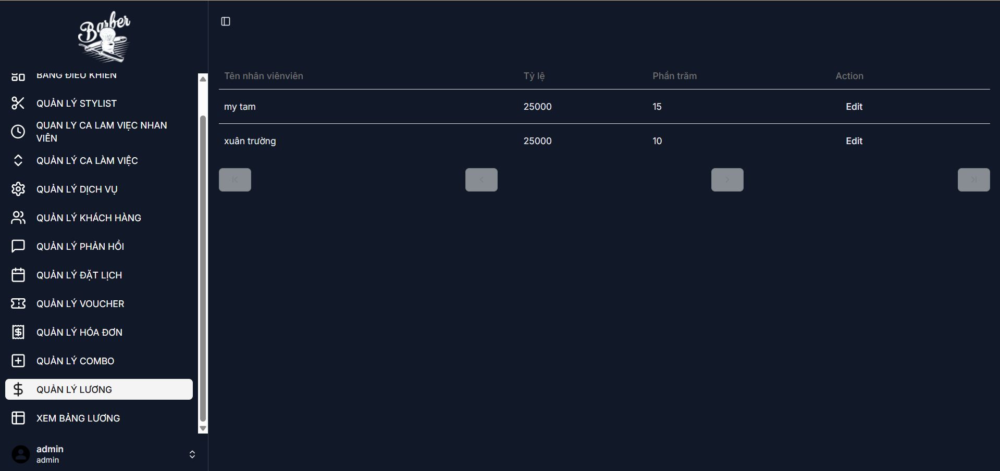 Barber
BẢNG ĐIỀU KHIỂN
QUẢN LÝ STYLIST
QUẢN LÝ CA LÀM VIỆC NHÂN
VIÊN
QUẢN LÝ CA LÀM VIỆC
QUẢN LÝ DỊCH VỤ
QUẢN LÝ KHÁCH HÀNG
QUẢN LÝ PHẢN HỒI
QUẢN LÝ ĐẶT LỊCH
QUẢN LÝ VOUCHER
QUẢN LÝ HÓA ĐƠN
QUẢN LÝ COMBO
QUẢN LÝ LƯƠNG
XEM BẢNG LƯƠNG
admin
admin
Tên nhân viênviên Tỷ lệ Phần trăm Action
my tam 25000 15 Edit
xuân trường 25000 10 Edit